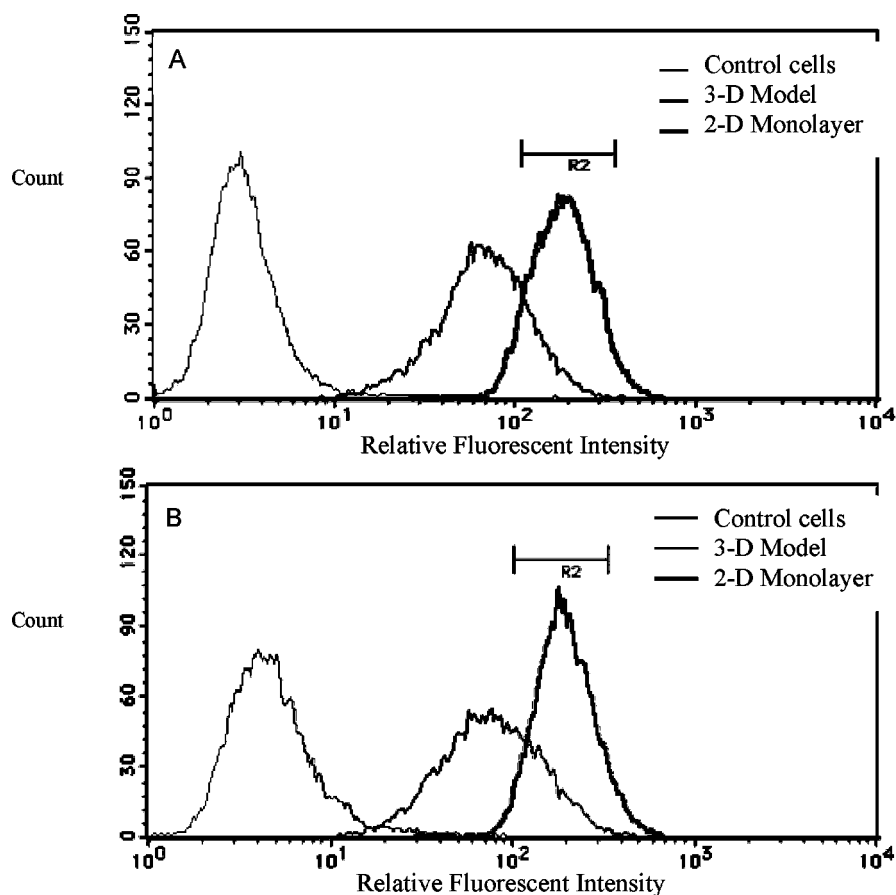 150
A
Control cells
3-D Model
2-D Monolayer
120
R2
Count
90
60
30
0
10⁰ 10¹ 10² 10³ 10⁴
Relative Fluorescent Intensity
150
B
Control cells
3-D Model
2-D Monolayer
120
R2
Count
90
60
30
0
10⁰ 10¹ 10² 10³ 10⁴
Relative Fluorescent Intensity